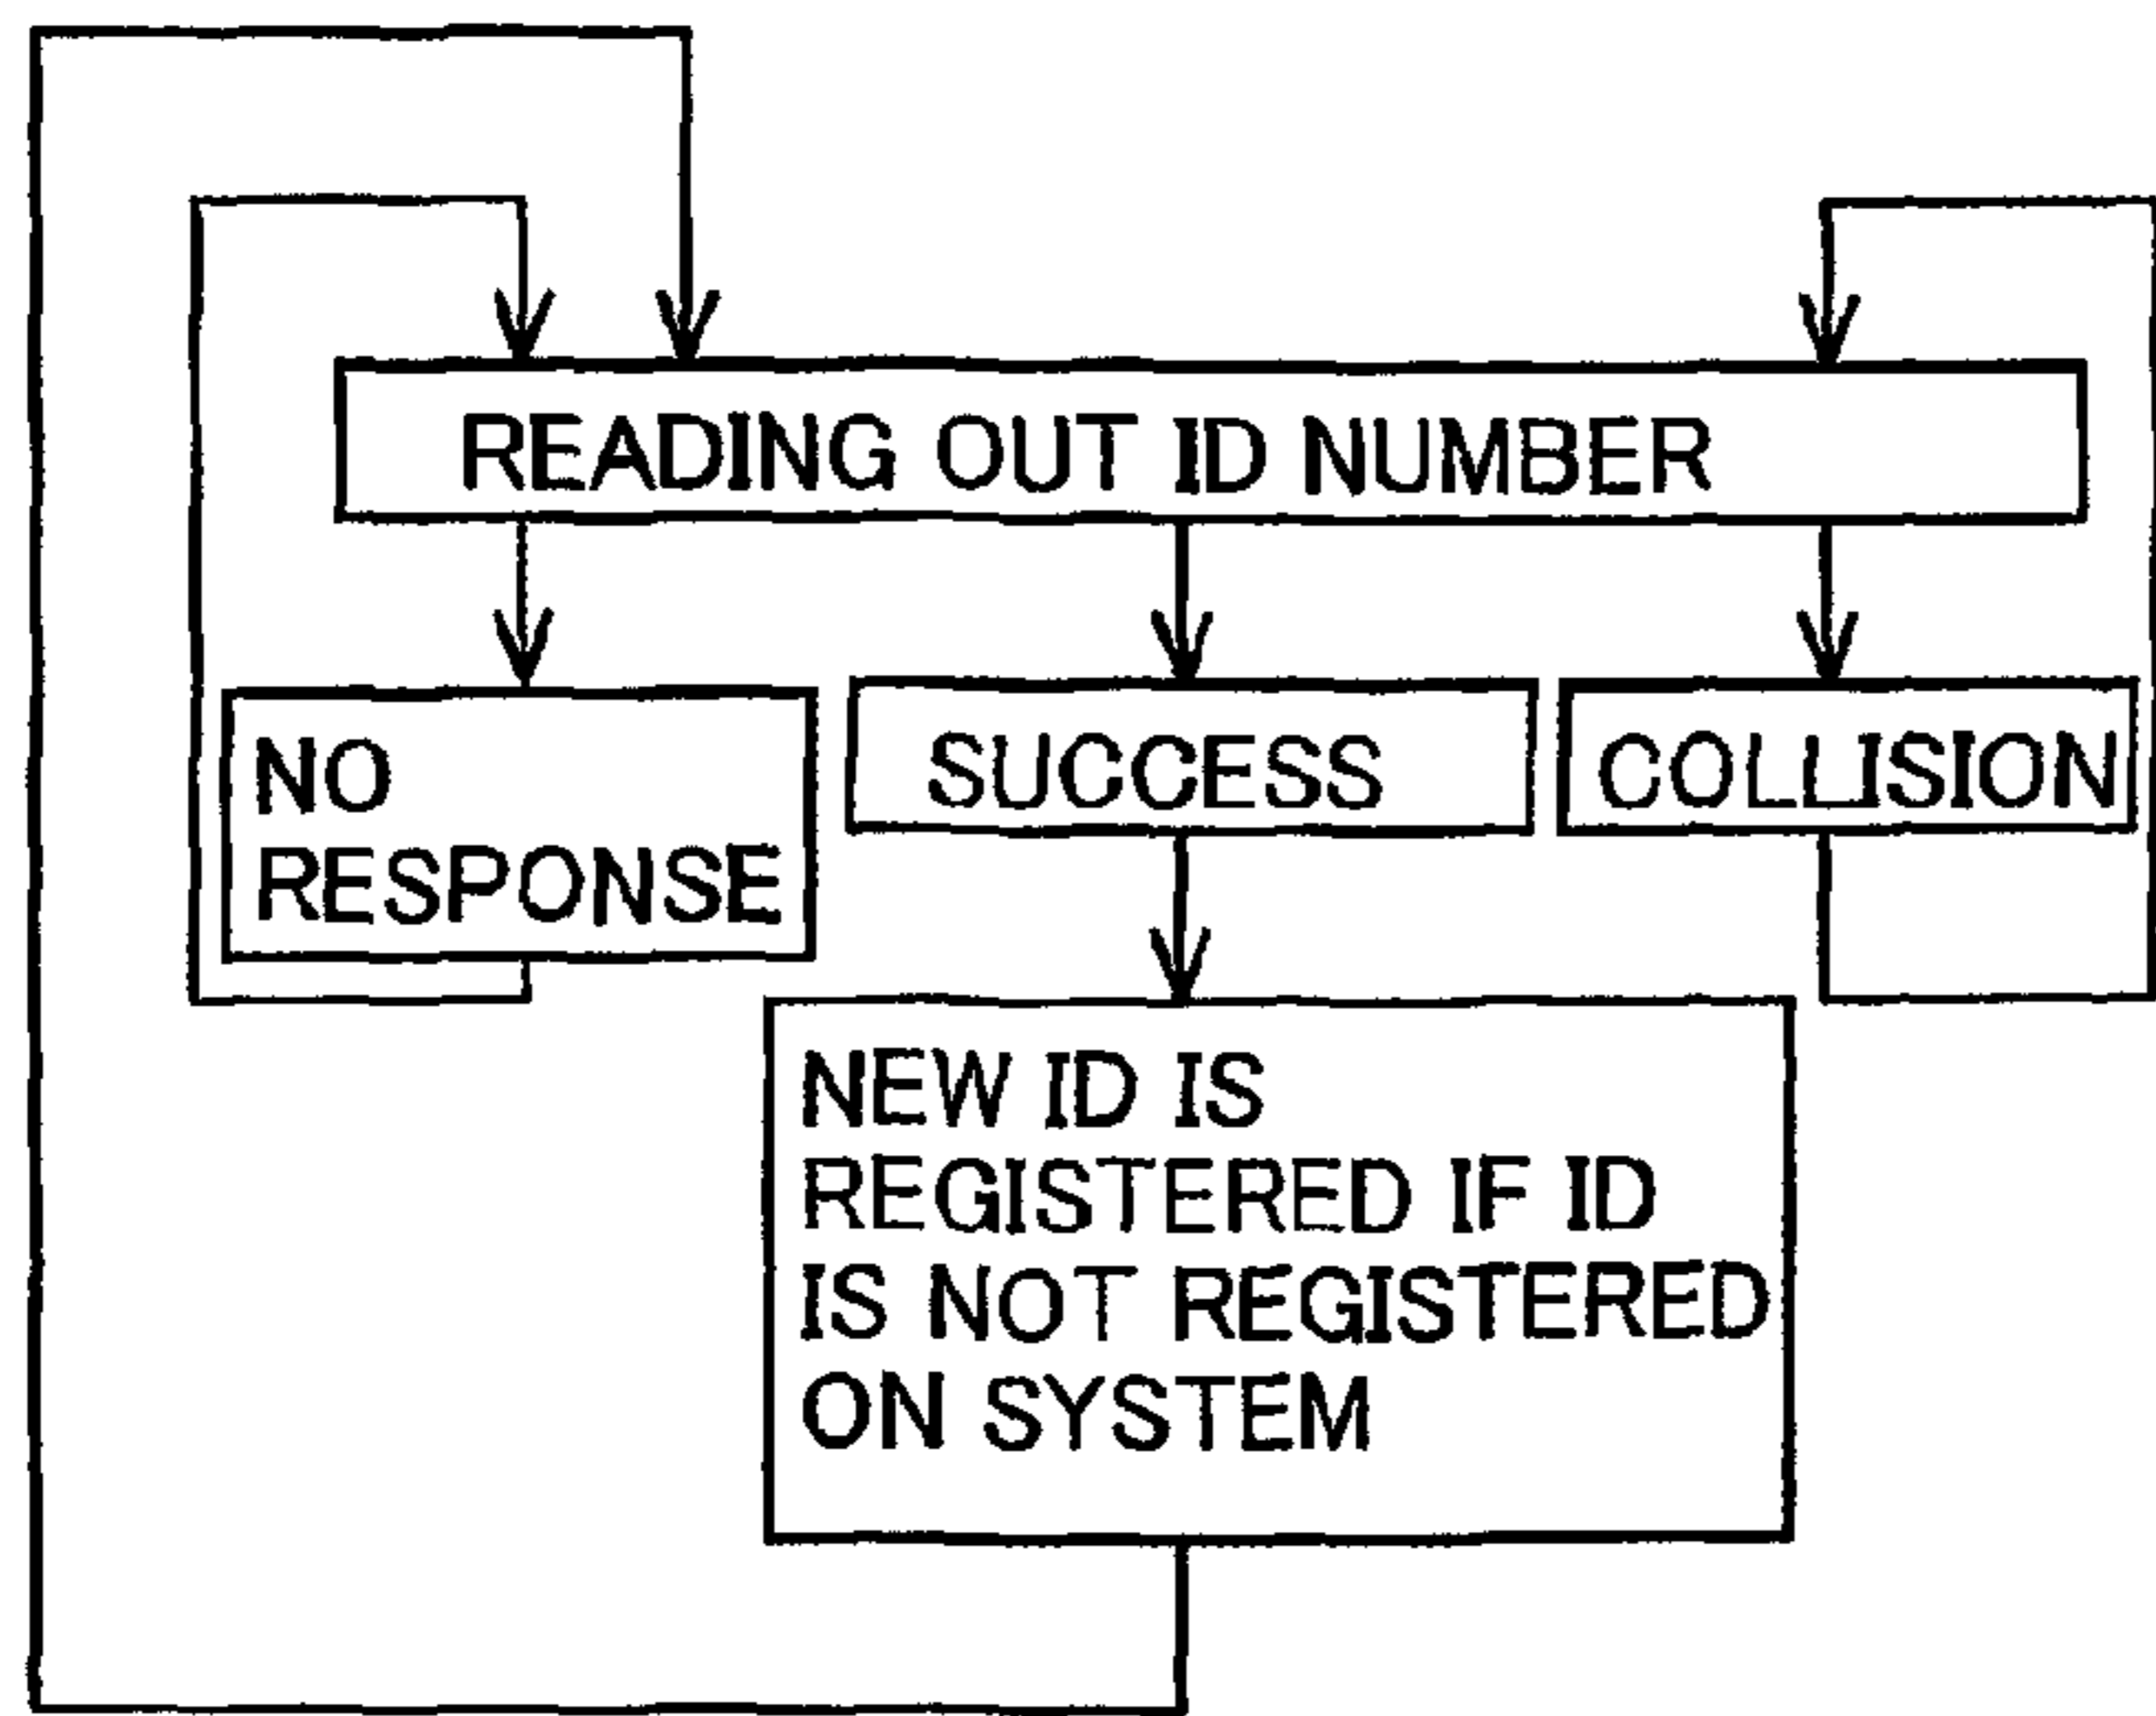 READING OUT ID NUMBER
NO
RESPONSE
SUCCESS
COLLISION
NEW ID IS
REGISTERED IF ID
IS NOT REGISTERED
ON SYSTEM